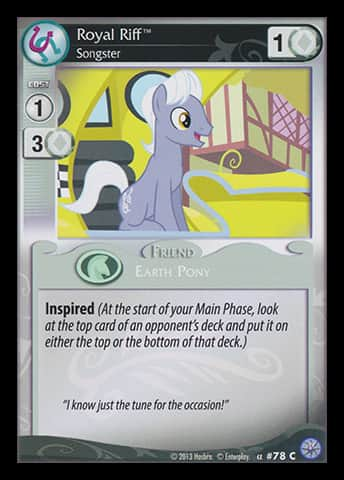 Royal Riff™
Songster
1
COST
1
3
FRIEND
EARTH PONY
Inspired (At the start of your Main Phase, look
at the top card of an opponent's deck and put it on
either the top or the bottom of that deck.)
"I know just the tune for the occasion!"
© 2013 Hasbro. © Enterplay. α #78 C